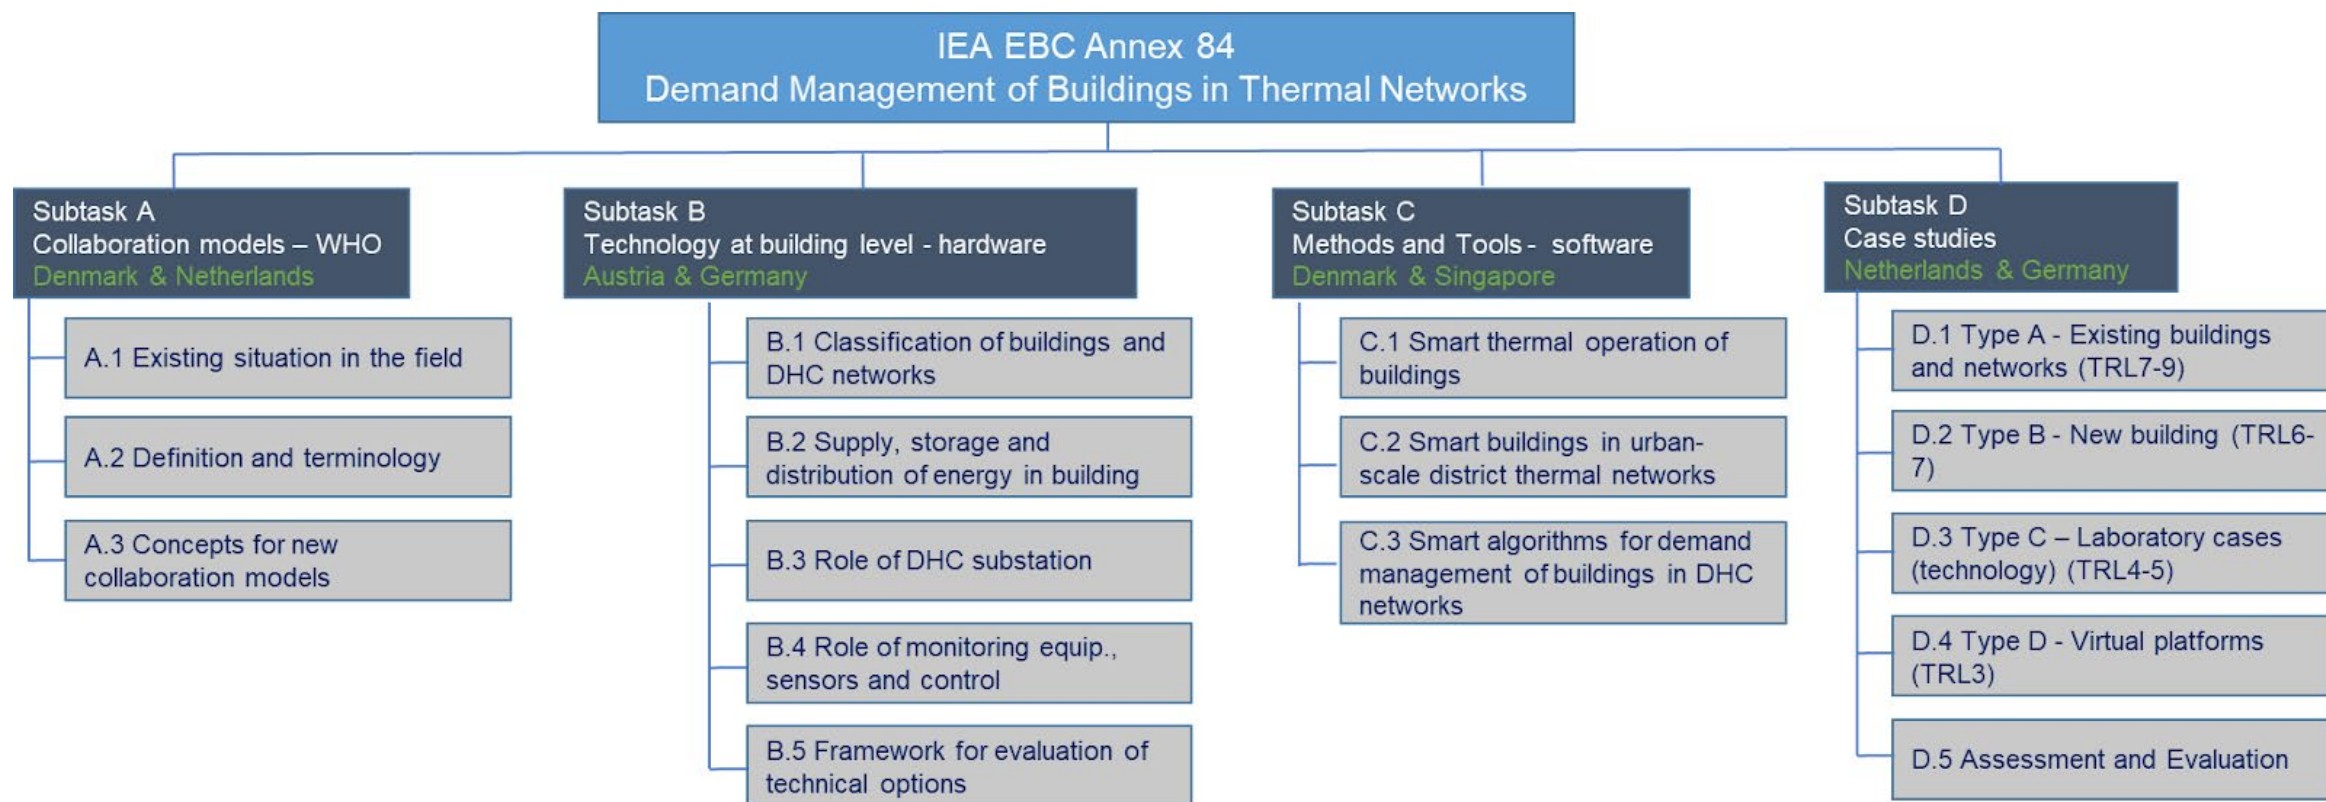 IEA EBC Annex 84
Demand Management of Buildings in Thermal Networks
Subtask A
Collaboration models – WHO
Denmark & Netherlands
A.1 Existing situation in the field
A.2 Definition and terminology
A.3 Concepts for new
collaboration models
Subtask B
Technology at building level - hardware
Austria & Germany
B.1 Classification of buildings and
DHC networks
B.2 Supply, storage and
distribution of energy in building
B.3 Role of DHC substation
B.4 Role of monitoring equip.,
sensors and control
B.5 Framework for evaluation of
technical options
Subtask C
Methods and Tools - software
Denmark & Singapore
C.1 Smart thermal operation of
buildings
C.2 Smart buildings in urban-
scale district thermal networks
C.3 Smart algorithms for demand
management of buildings in DHC
networks
Subtask D
Case studies
Netherlands & Germany
D.1 Type A - Existing buildings
and networks (TRL7-9)
D.2 Type B - New building (TRL6-
7)
D.3 Type C – Laboratory cases
(technology) (TRL4-5)
D.4 Type D - Virtual platforms
(TRL3)
D.5 Assessment and Evaluation